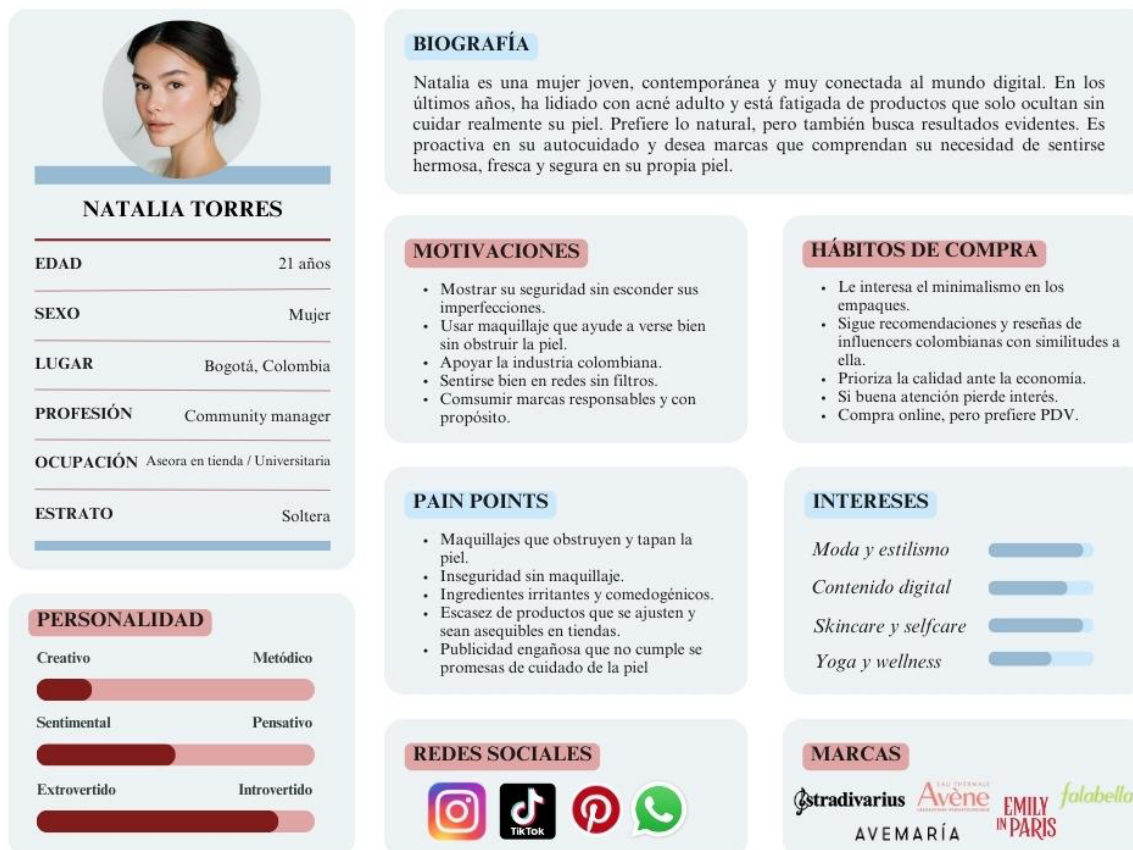 NATALIA TORRES
EDAD 21 años
SEXO Mujer
LUGAR Bogotá, Colombia
PROFESIÓN Community manager
OCUPACIÓN Aseora en tienda / Universitaria
ESTRATO Soltera
PERSONALIDAD
Creativo Metódico
Sentimental Pensativo
Extrovertido Introvertido
BIOGRAFÍA
Natalia es una mujer joven, contemporánea y muy conectada al mundo digital. En los
últimos años, ha lidiado con acné adulto y está fatigada de productos que solo ocultan sin
cuidar realmente su piel. Prefiere lo natural, pero también busca resultados evidentes. Es
proactiva en su autocuidado y desea marcas que comprendan su necesidad de sentirse
hermosa, fresca y segura en su propia piel.
MOTIVACIONES
• Mostrar su seguridad sin esconder sus
imperfecciones.
• Usar maquillaje que ayude a verse bien
sin obstruir la piel.
• Apoyar la industria colombiana.
• Sentirse bien en redes sin filtros.
• Comsumir marcas responsables y con
propósito.
HÁBITOS DE COMPRA
• Le interesa el minimalismo en los
empaques.
• Sigue recomendaciones y reseñas de
influencers colombianas con similitudes a
ella.
• Prioriza la calidad ante la economía.
• Si buena atención pierde interés.
• Compra online, pero prefiere PDV.
PAIN POINTS
• Maquillajes que obstruyen y tapan la
piel.
• Inseguridad sin maquillaje.
• Ingredientes irritantes y comedogénicos.
• Escasez de productos que se ajusten y
sean asequibles en tiendas.
• Publicidad engañosa que no cumple se
promesas de cuidado de la piel
INTERESES
Moda y estilismo
Contenido digital
Skincare y selfcare
Yoga y wellness
REDES SOCIALES
TikTok
MARCAS
stradivarius
EAU THERMALE
Avène
EMILY
IN PARIS
falabella
AVEMARÍA